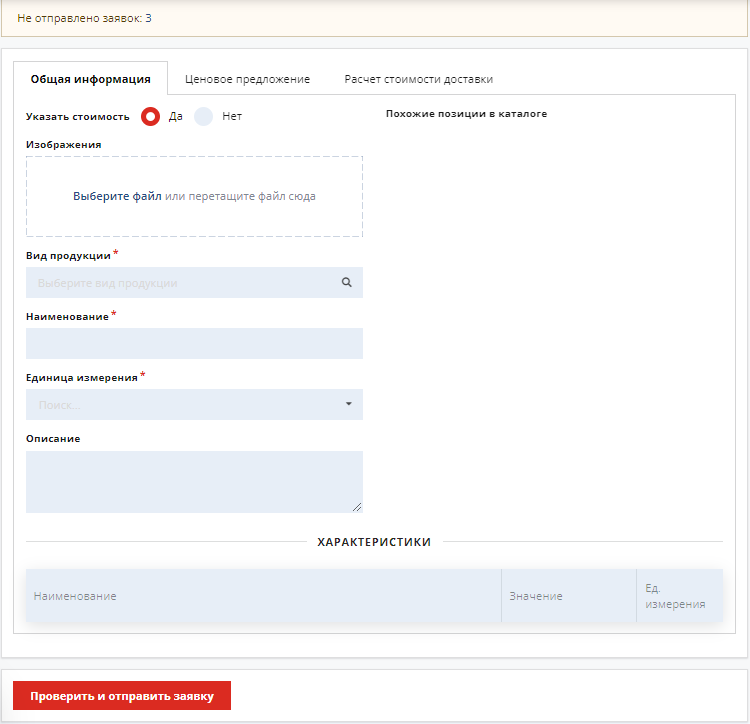 Не отправлено заявок: 3
Общая информация
Ценовое предложение
Расчет стоимости доставки
Указать стоимость Да Нет
Похожие позиции в каталоге
Изображения
Выберите файл или перетащите файл сюда
Вид продукции *
Выберите вид продукции
Наименование *
Единица измерения *
Поиск...
Описание
ХАРАКТЕРИСТИКИ
Наименование
Значение
Ед.
измерения
Проверить и отправить заявку